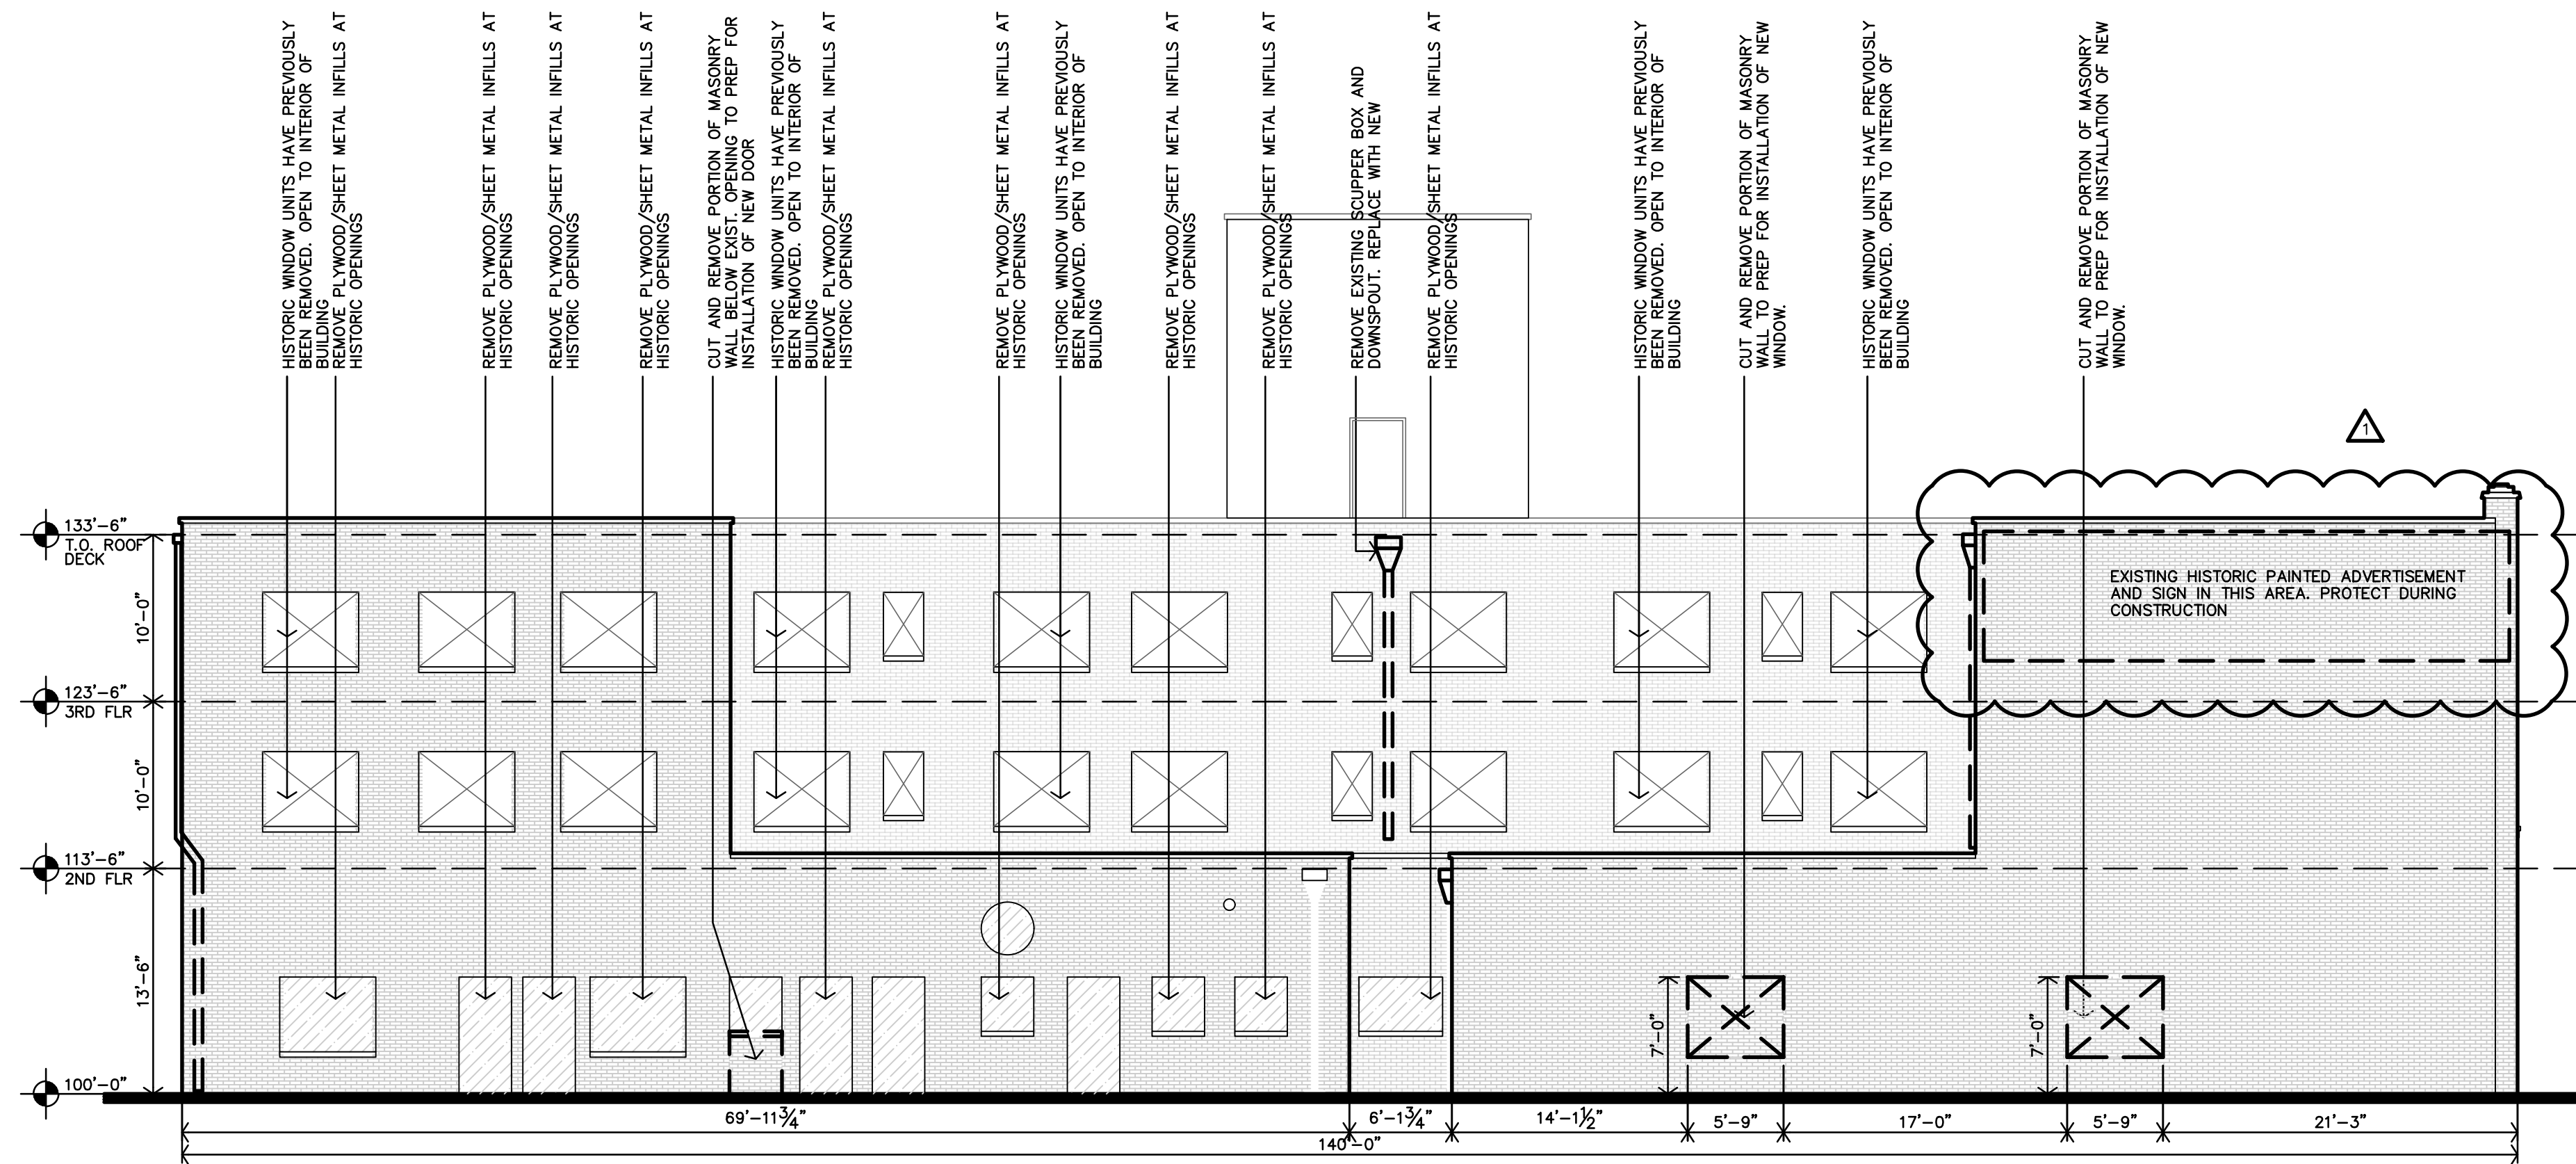 HISTORIC WINDOW UNITS HAVE PREVIOUSLY
BEEN REMOVED. OPEN TO INTERIOR OF
BUILDING
REMOVE PLYWOOD/SHEET METAL INFILLS AT
HISTORIC OPENINGS
REMOVE PLYWOOD/SHEET METAL INFILLS AT
HISTORIC OPENINGS
REMOVE PLYWOOD/SHEET METAL INFILLS AT
HISTORIC OPENINGS
REMOVE PLYWOOD/SHEET METAL INFILLS AT
HISTORIC OPENINGS
CUT AND REMOVE PORTION OF MASONRY
WALL BELOW EXIST. OPENING TO PREP FOR
INSTALLATION OF NEW DOOR
HISTORIC WINDOW UNITS HAVE PREVIOUSLY
BEEN REMOVED. OPEN TO INTERIOR OF
BUILDING
REMOVE PLYWOOD/SHEET METAL INFILLS AT
HISTORIC OPENINGS
REMOVE PLYWOOD/SHEET METAL INFILLS AT
HISTORIC OPENINGS
HISTORIC WINDOW UNITS HAVE PREVIOUSLY
BEEN REMOVED. OPEN TO INTERIOR OF
BUILDING
REMOVE PLYWOOD/SHEET METAL INFILLS AT
HISTORIC OPENINGS
REMOVE PLYWOOD/SHEET METAL INFILLS AT
HISTORIC OPENINGS
REMOVE EXISTING SCUPPER BOX AND
DOWNSPOUT. REPLACE WITH NEW
REMOVE PLYWOOD/SHEET METAL INFILLS AT
HISTORIC OPENINGS
HISTORIC WINDOW UNITS HAVE PREVIOUSLY
BEEN REMOVED. OPEN TO INTERIOR OF
BUILDING
CUT AND REMOVE PORTION OF MASONRY
WALL TO PREP FOR INSTALLATION OF NEW
WINDOW.
HISTORIC WINDOW UNITS HAVE PREVIOUSLY
BEEN REMOVED. OPEN TO INTERIOR OF
BUILDING
CUT AND REMOVE PORTION OF MASONRY
WALL TO PREP FOR INSTALLATION OF NEW
WINDOW.
1
133'-6"
T.O. ROOF
DECK
10'-0"
EXISTING HISTORIC PAINTED ADVERTISEMENT
AND SIGN IN THIS AREA. PROTECT DURING
CONSTRUCTION
123'-6"
3RD FLR
10'-0"
113'-6"
2ND FLR
13'-6"
7'-0"
7'-0"
100'-0"
69'-11¾"
6'-1¾"
14'-1½"
5'-9"
17'-0"
5'-9"
21'-3"
140'-0"